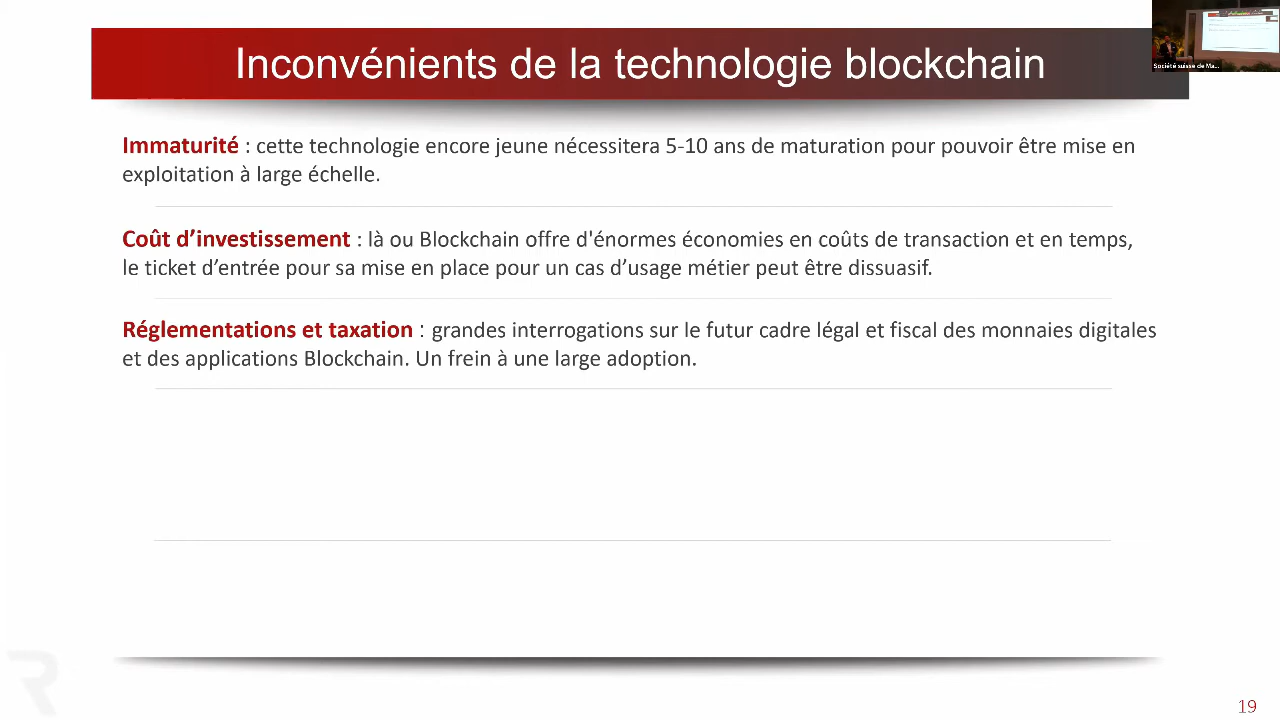 Inconvénients de la technologie blockchain
Société suisse de Ma...
Immaturité : cette technologie encore jeune nécessitera 5-10 ans de maturation pour pouvoir être mise en
exploitation à large échelle.
Coût d’investissement : là ou Blockchain offre d'énormes économies en coûts de transaction et en temps,
le ticket d’entrée pour sa mise en place pour un cas d’usage métier peut être dissuasif.
Réglementations et taxation : grandes interrogations sur le futur cadre légal et fiscal des monnaies digitales
et des applications Blockchain. Un frein à une large adoption.
R
19